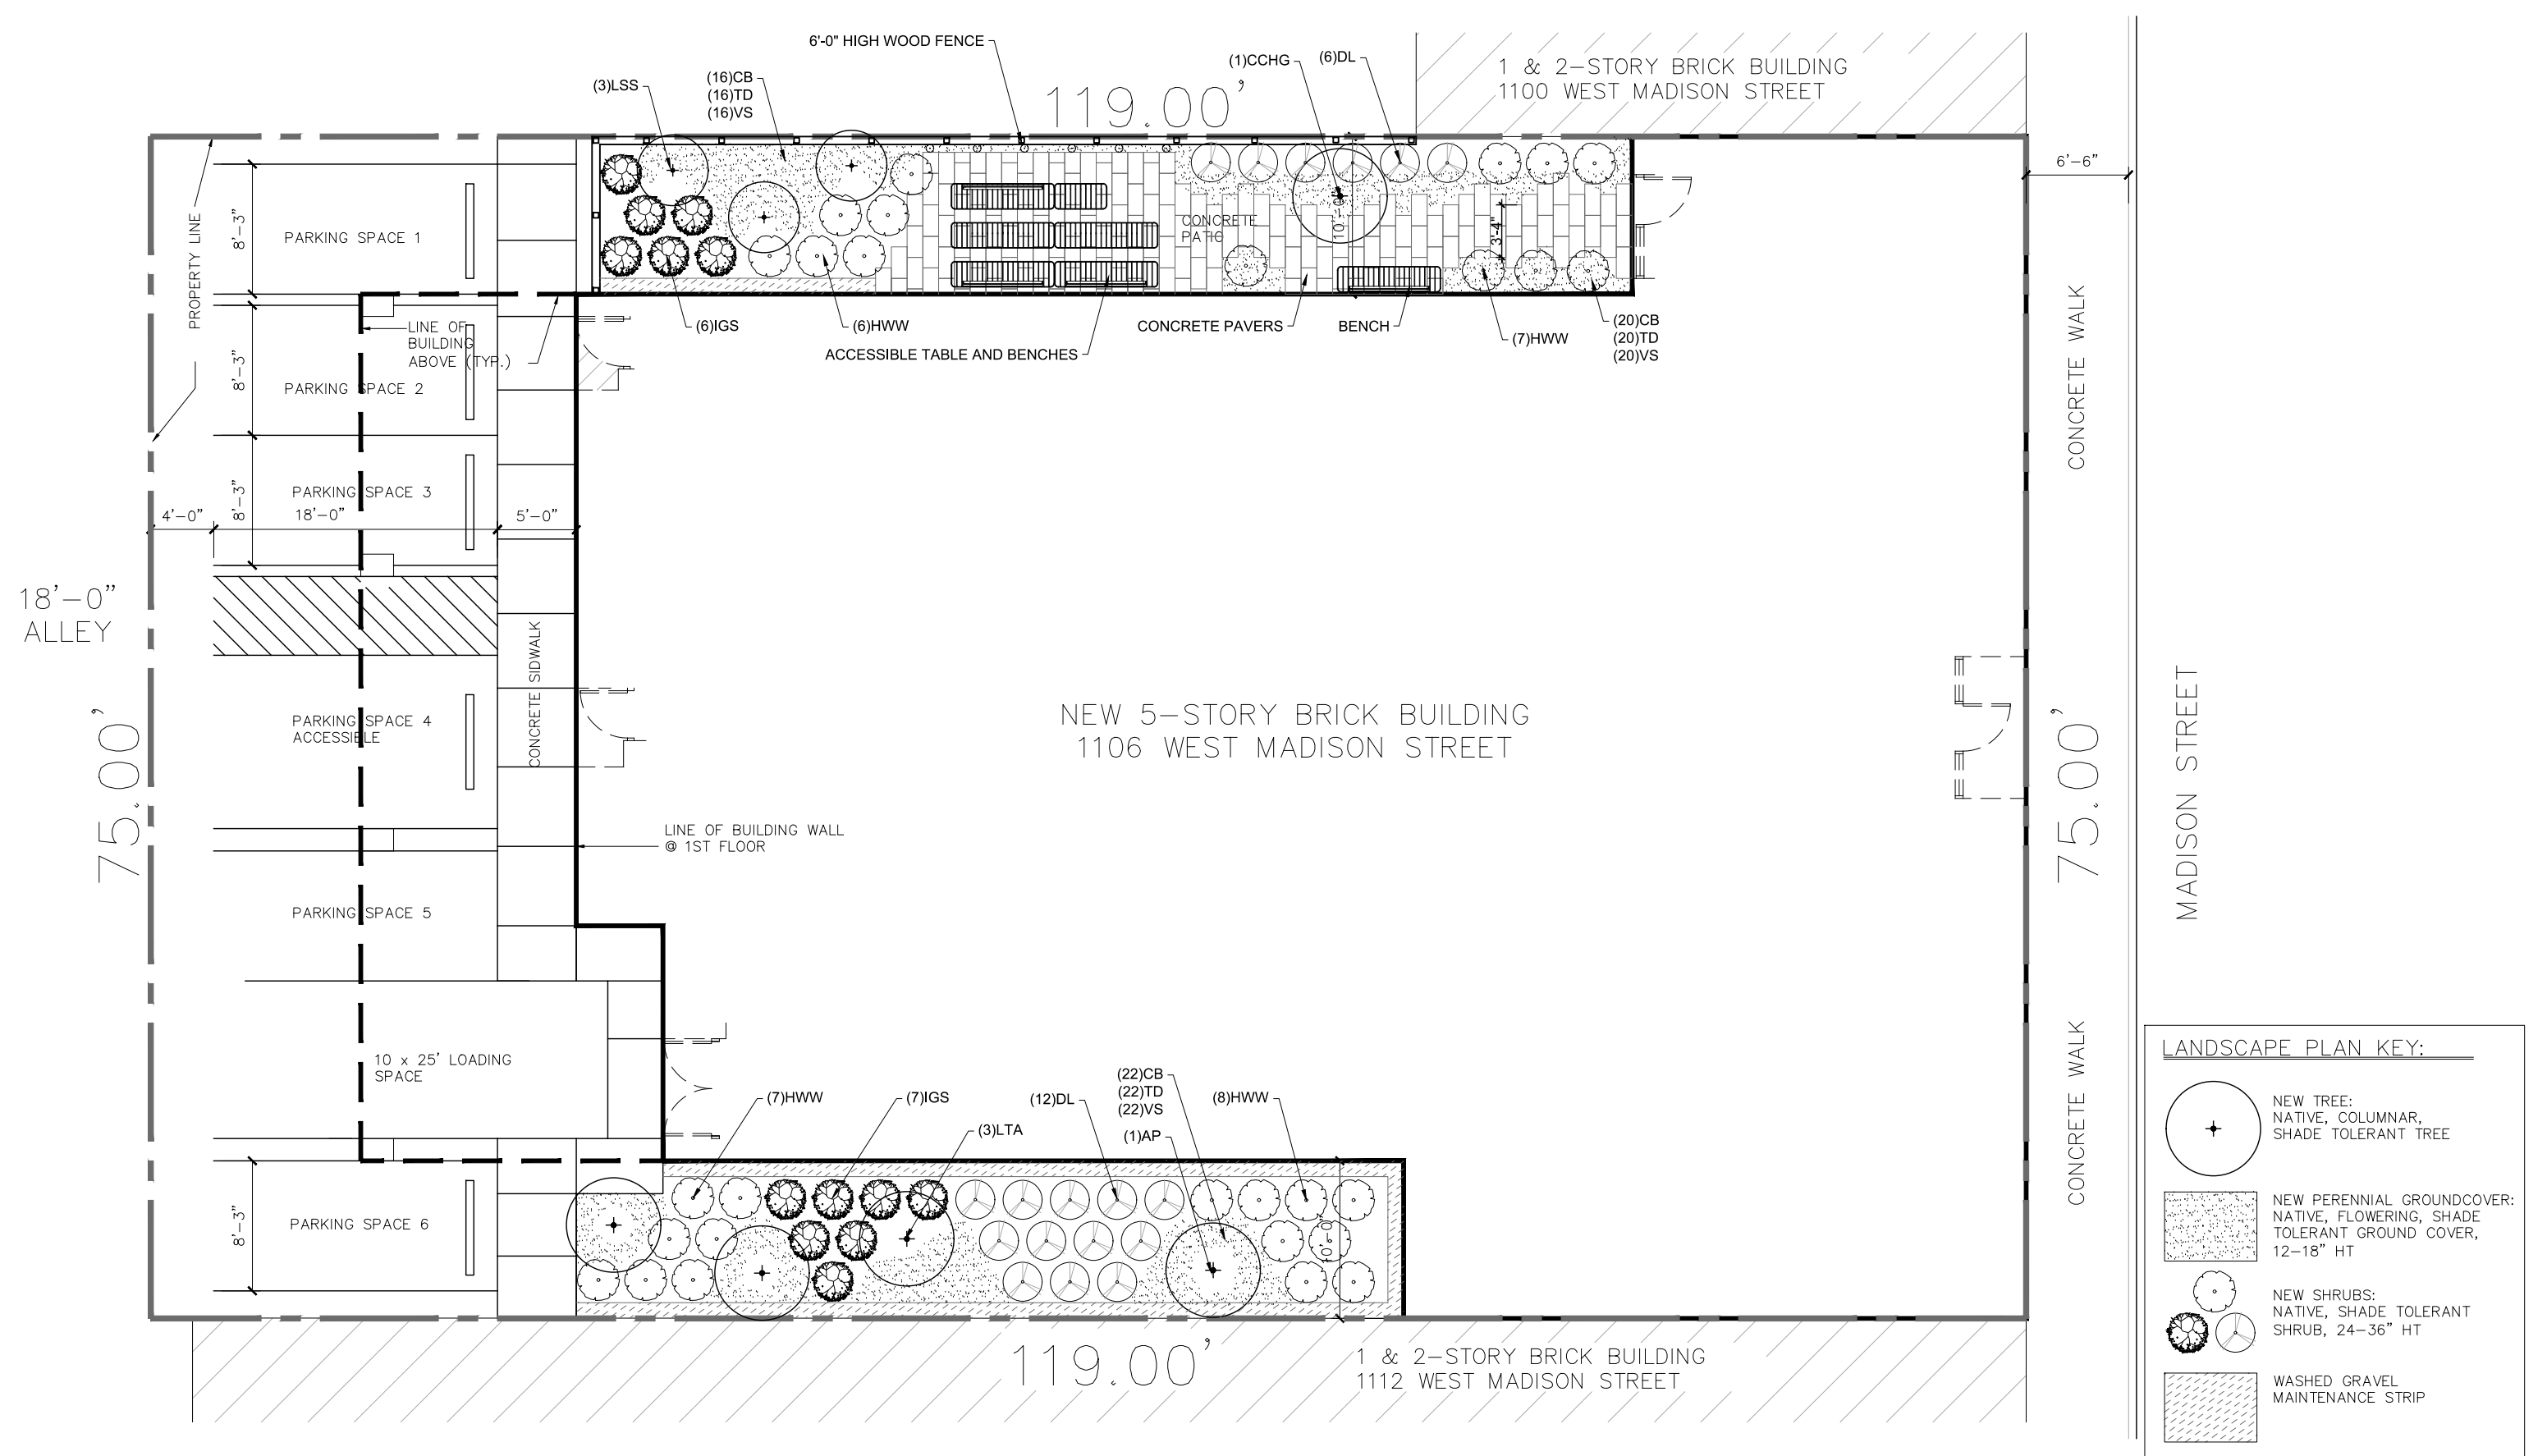 6'-0" HIGH WOOD FENCE
(3)LSS
(16)CB
(16)TD
(16)VS
119.00'
(1)CCHG
(6)DL
1 & 2-STORY BRICK BUILDING
1100 WEST MADISON STREET
6'-6"
PROPERTY LINE
8'-3"
PARKING SPACE 1
CONCRETE
PATIO
10'-0"
3'-4"
LINE OF
BUILDING
ABOVE (TYP.)
(6)IGS
(6)HWW
ACCESSIBLE TABLE AND BENCHES
CONCRETE PAVERS
BENCH
(7)HWW
(20)CB
(20)TD
(20)VS
8'-3"
PARKING SPACE 2
CONCRETE WALK
8'-3"
PARKING SPACE 3
4'-0"
18'-0"
5'-0"
18'-0"
ALLEY
75.00'
CONCRETE SIDWALK
PARKING SPACE 4
ACCESSIBLE
NEW 5-STORY BRICK BUILDING
1106 WEST MADISON STREET
75.00'
MADISON STREET
LINE OF BUILDING WALL
@ 1ST FLOOR
PARKING SPACE 5
10 x 25' LOADING
SPACE
CONCRETE WALK
(7)HWW
(7)IGS
(3)LTA
(12)DL
(22)CB
(22)TD
(22)VS
(1)AP
(8)HWW
10'-0"
8'-3"
PARKING SPACE 6
119.00'
1 & 2-STORY BRICK BUILDING
1112 WEST MADISON STREET
LANDSCAPE PLAN KEY:
NEW TREE:
NATIVE, COLUMNAR,
SHADE TOLERANT TREE
NEW PERENNIAL GROUNDCOVER:
NATIVE, FLOWERING, SHADE
TOLERANT GROUND COVER,
12-18" HT
NEW SHRUBS:
NATIVE, SHADE TOLERANT
SHRUB, 24-36" HT
WASHED GRAVEL
MAINTENANCE STRIP